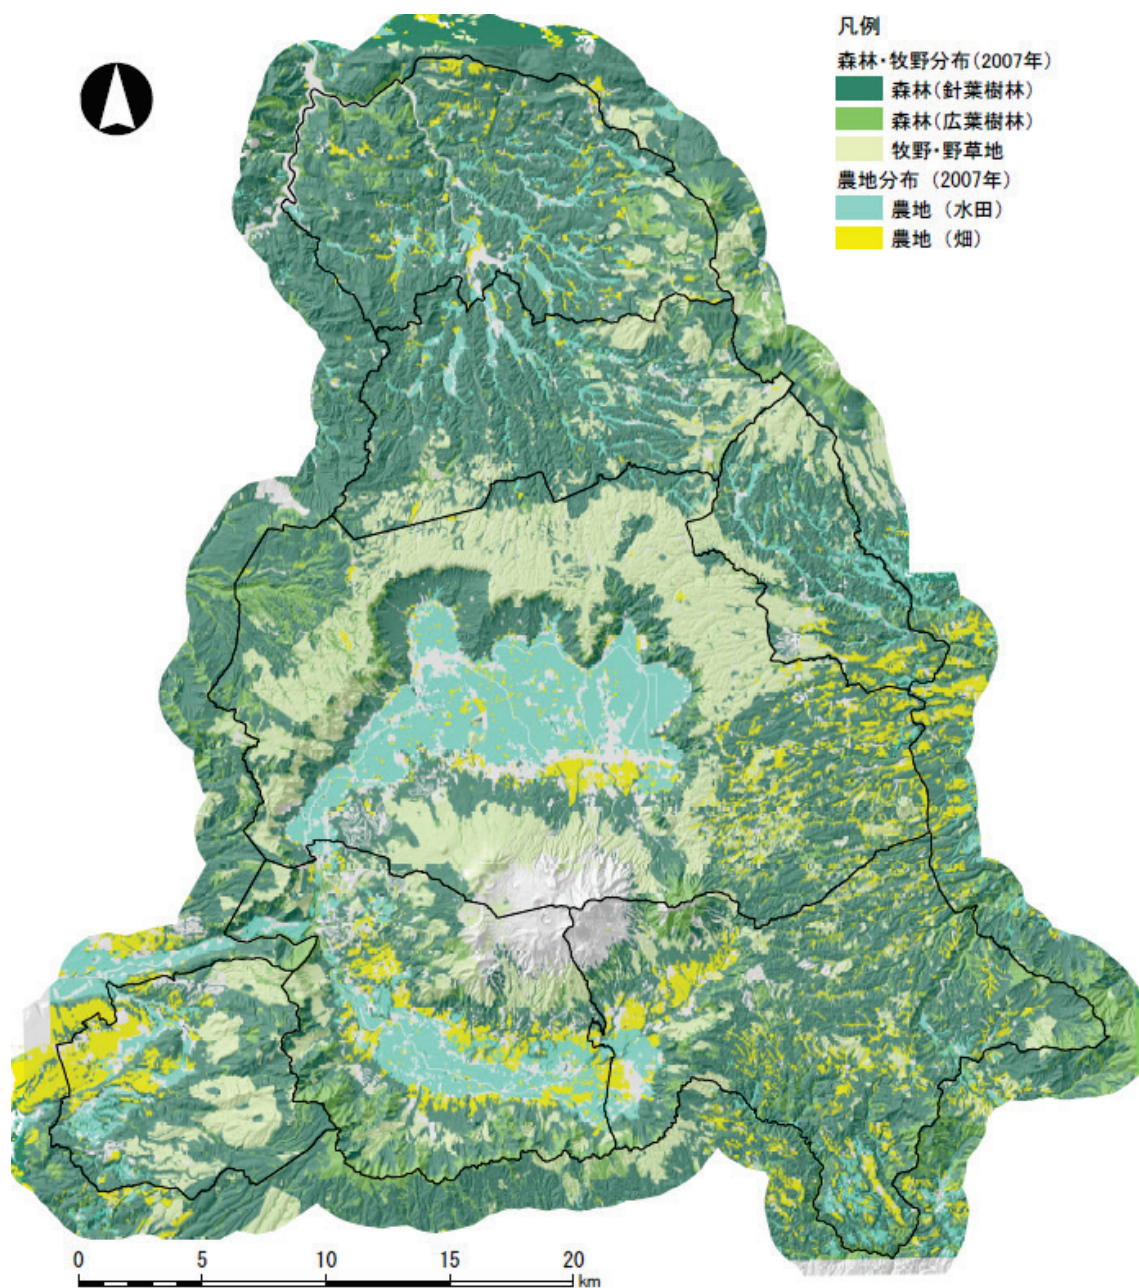 凡例
森林・牧野分布(2007年)
森林(針葉樹林)
森林(広葉樹林)
牧野・野草地
農地分布 (2007年)
農地 (水田)
農地 (畑)
0 5 10 15 20
km